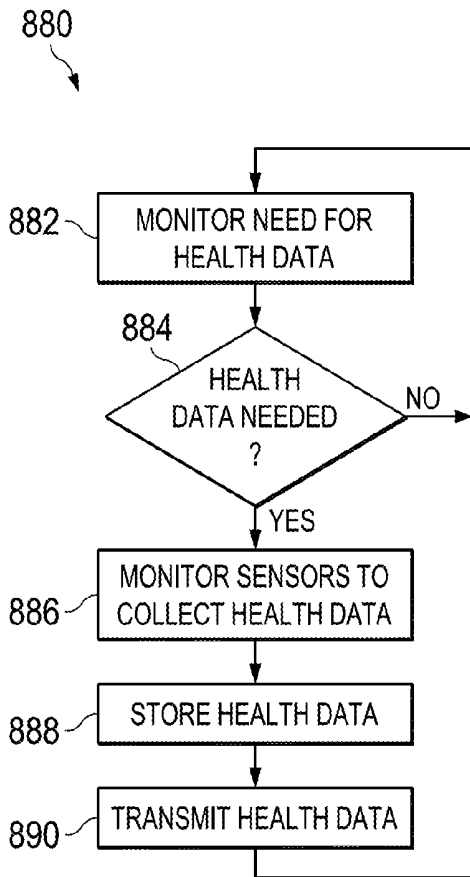 880
882
MONITOR NEED FOR
HEALTH DATA
884
HEALTH
DATA NEEDED
?
NO
YES
886
MONITOR SENSORS TO
COLLECT HEALTH DATA
888
STORE HEALTH DATA
890
TRANSMIT HEALTH DATA